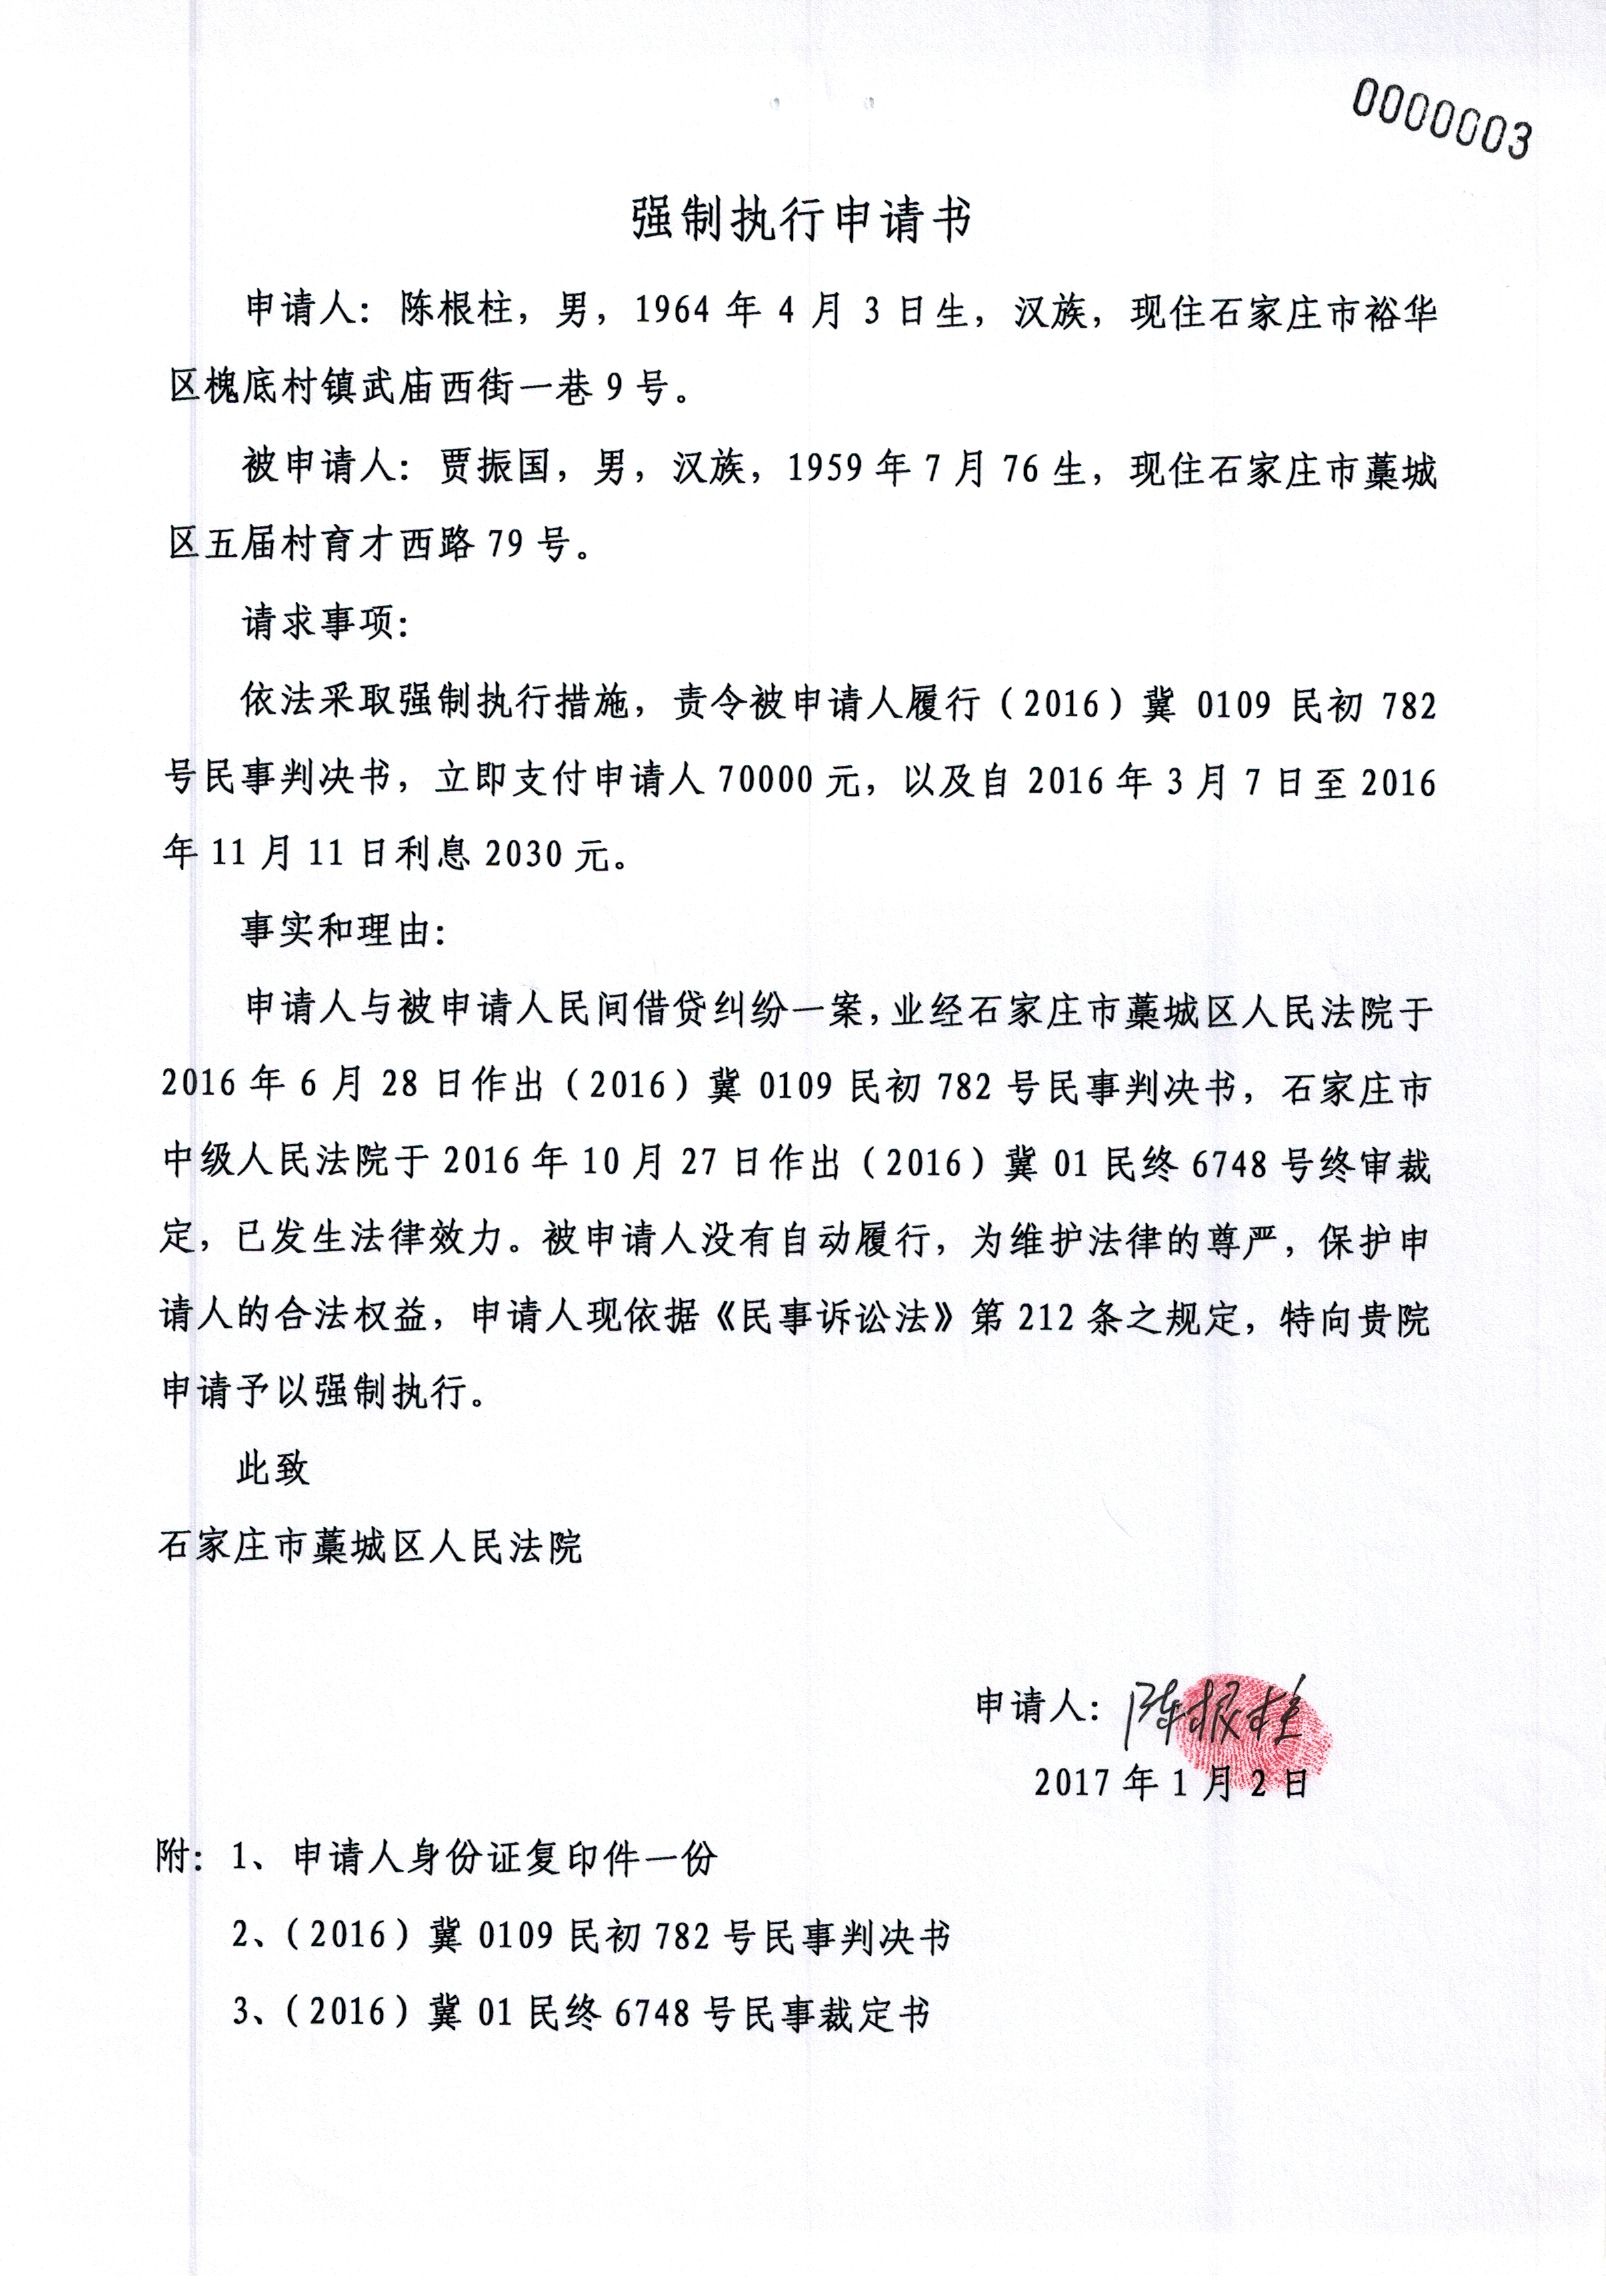 0000003
强制执行申请书
申请人：陈根柱，男，1964年4月3日生，汉族，现住石家庄市裕华
区槐底村镇武庙西街一巷9号。
被申请人：贾振国，男，汉族，1959年7月76生，现住石家庄市藁城
区五届村育才西路79号。
请求事项：
依法采取强制执行措施，责令被申请人履行（2016）冀0109民初782
号民事判决书，立即支付申请人70000元，以及自2016年3月7日至2016
年11月11日利息2030元。
事实和理由：
申请人与被申请人民间借贷纠纷一案，业经石家庄市藁城区人民法院于
2016年6月28日作出（2016）冀0109民初782号民事判决书，石家庄市
中级人民法院于2016年10月27日作出（2016）冀01民终6748号终审裁
定，已发生法律效力。被申请人没有自动履行，为维护法律的尊严，保护申
请人的合法权益，申请人现依据《民事诉讼法》第212条之规定，特向贵院
申请予以强制执行。
此致
石家庄市藁城区人民法院
申请人：陈根柱
2017年1月2日
附：1、申请人身份证复印件一份
2、（2016）冀0109民初782号民事判决书
3、（2016）冀01民终6748号民事裁定书